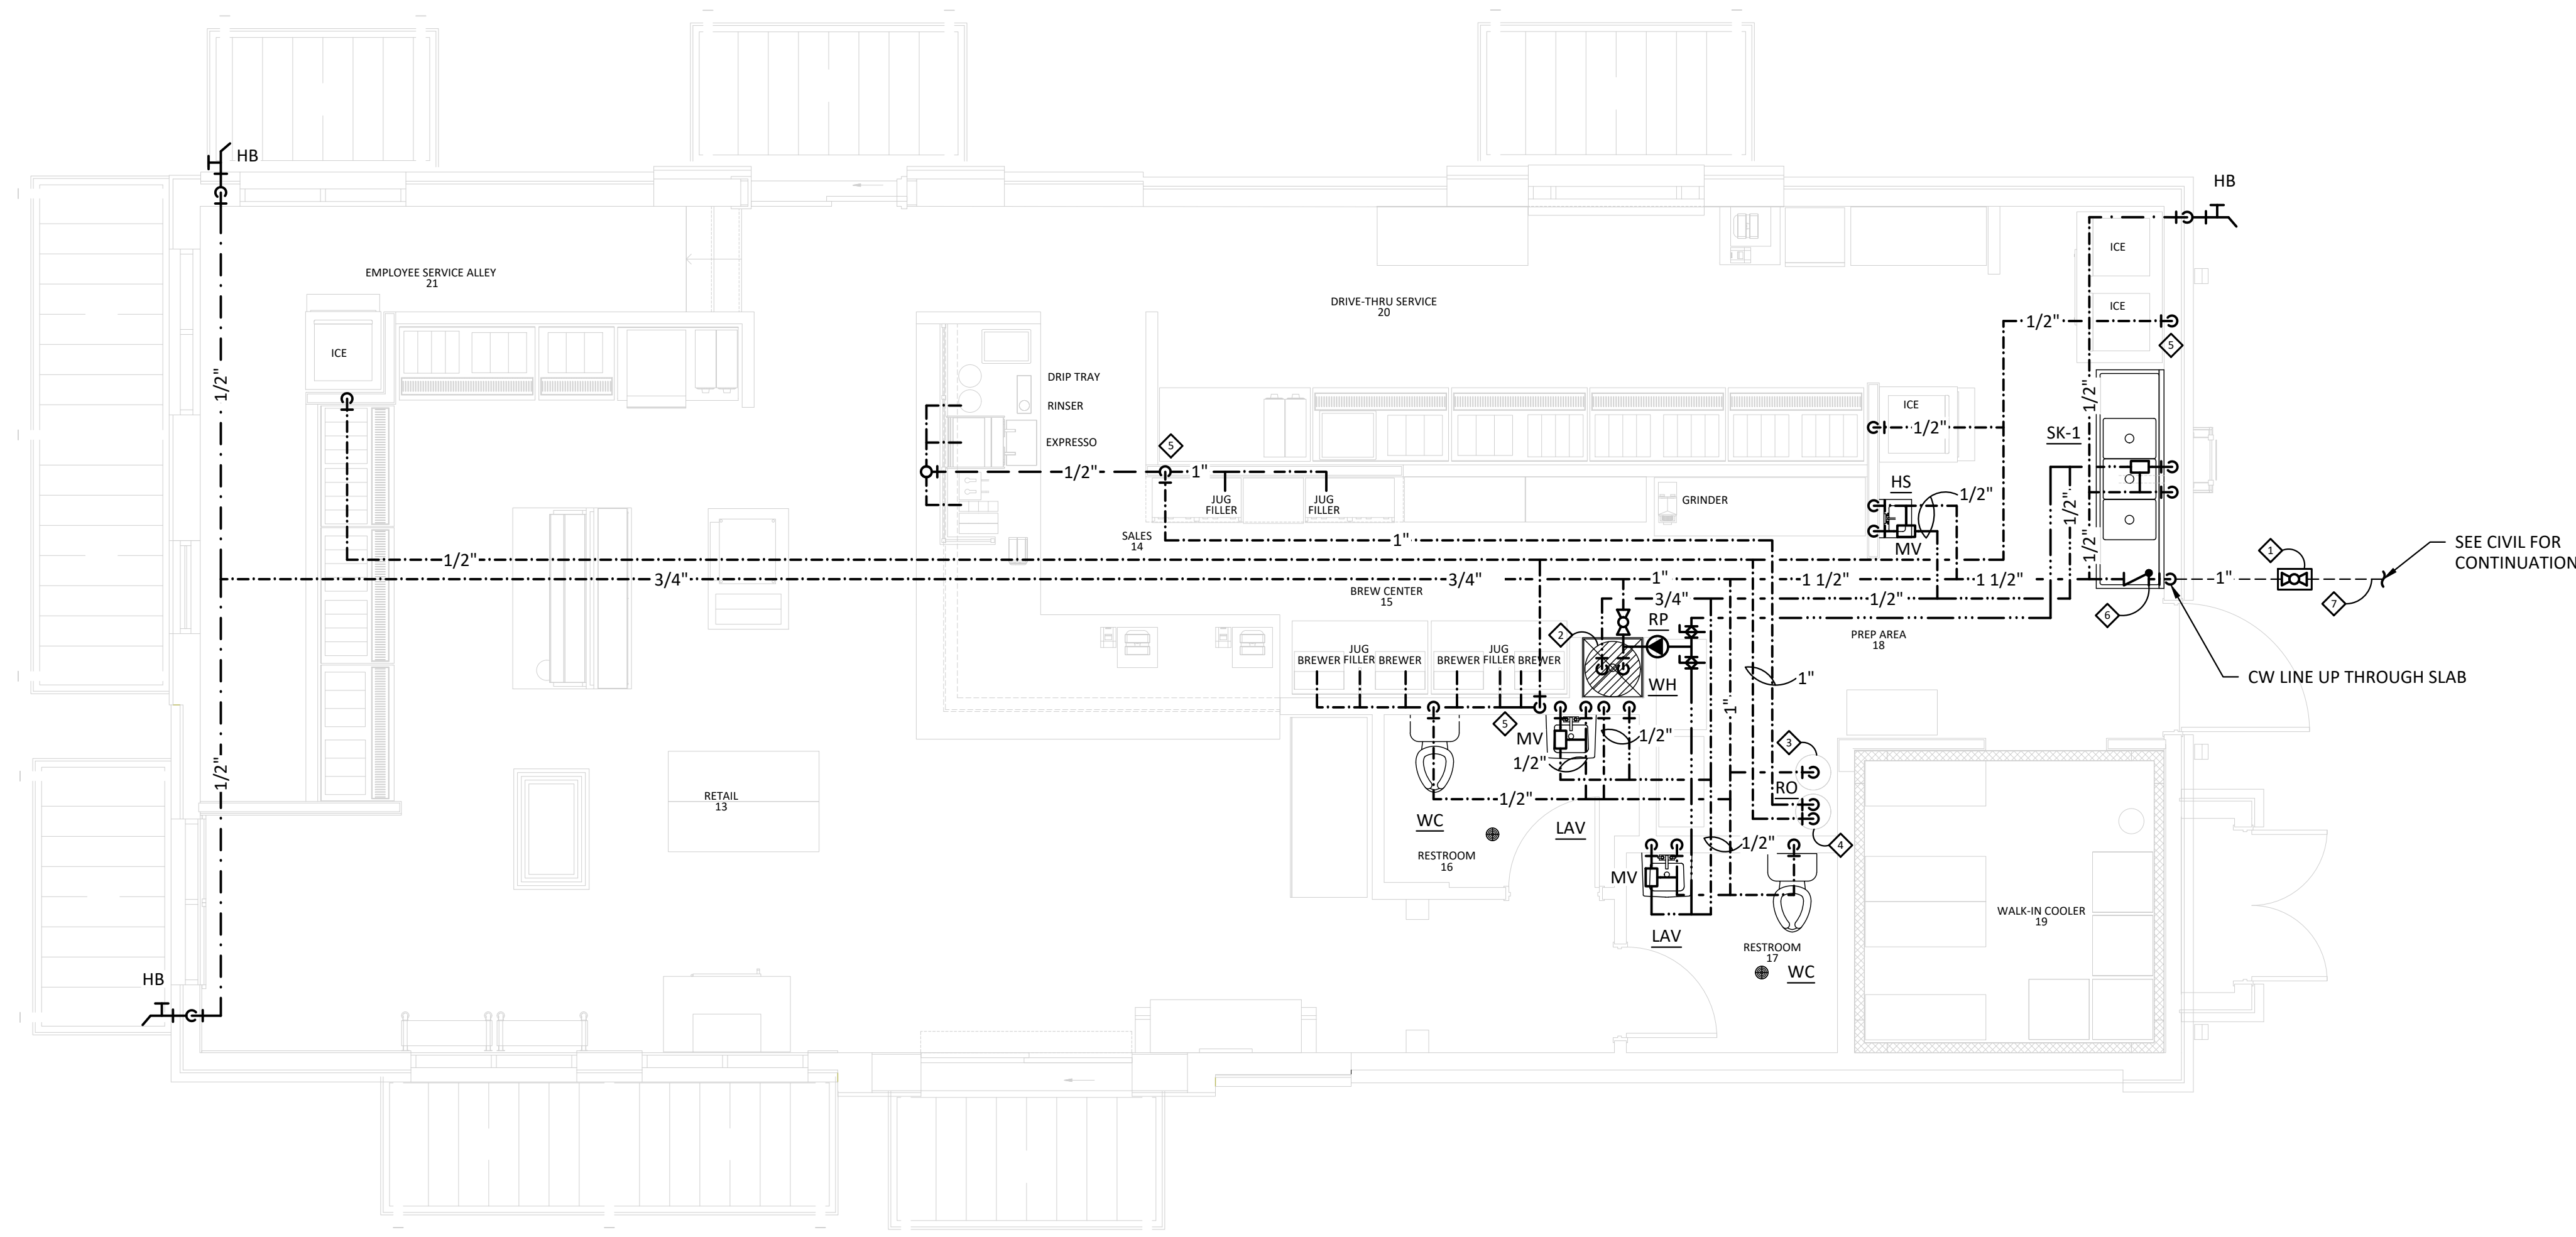 HB
HB
EMPLOYEE SERVICE ALLEY
21
DRIVE-THRU SERVICE
20
ICE
ICE
1/2"
5
ICE
1/2"
DRIP TRAY
RINSER
EXPRESSO
1/2"
ICE
1/2"
SK-1
5
1/2"
1"
JUG
FILLER
JUG
FILLER
GRINDER
HS
1/2"
MV
1/2"
1/2"
SALES
14
1"
1/2"
3/4"
3/4"
1"
1 1/2"
1 1/2"
1"
1
7
SEE CIVIL FOR
CONTINUATION
BREW CENTER
15
3/4"
1/2"
6
2
RP
PREP AREA
18
BREWER
JUG
FILLER
BREWER
BREWER
JUG
FILLER
BREWER
WH
1"
CW LINE UP THROUGH SLAB
1"
5
MV
1/2"
1/2"
3
1/2"
RO
1/2"
RETAIL
13
WC
LAV
4
RESTROOM
16
1/2"
MV
LAV
WALK-IN COOLER
19
RESTROOM
17
WC
HB